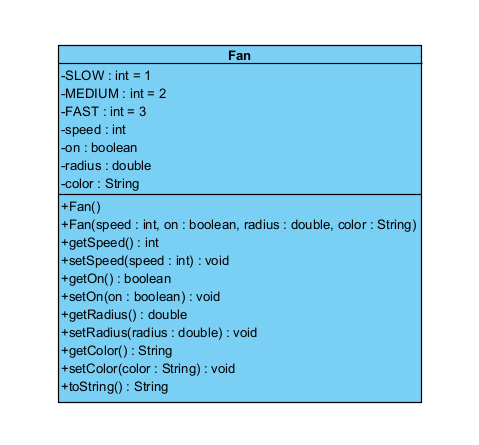 Fan
-SLOW : int = 1
-MEDIUM : int = 2
-FAST : int = 3
-speed : int
-on : boolean
-radius : double
-color : String
+Fan()
+Fan(speed : int, on : boolean, radius : double, color : String)
+getSpeed() : int
+setSpeed(speed : int) : void
+getOn() : boolean
+setOn(on : boolean) : void
+getRadius() : double
+setRadius(radius : double) : void
+getColor() : String
+setColor(color : String) : void
+toString() : String